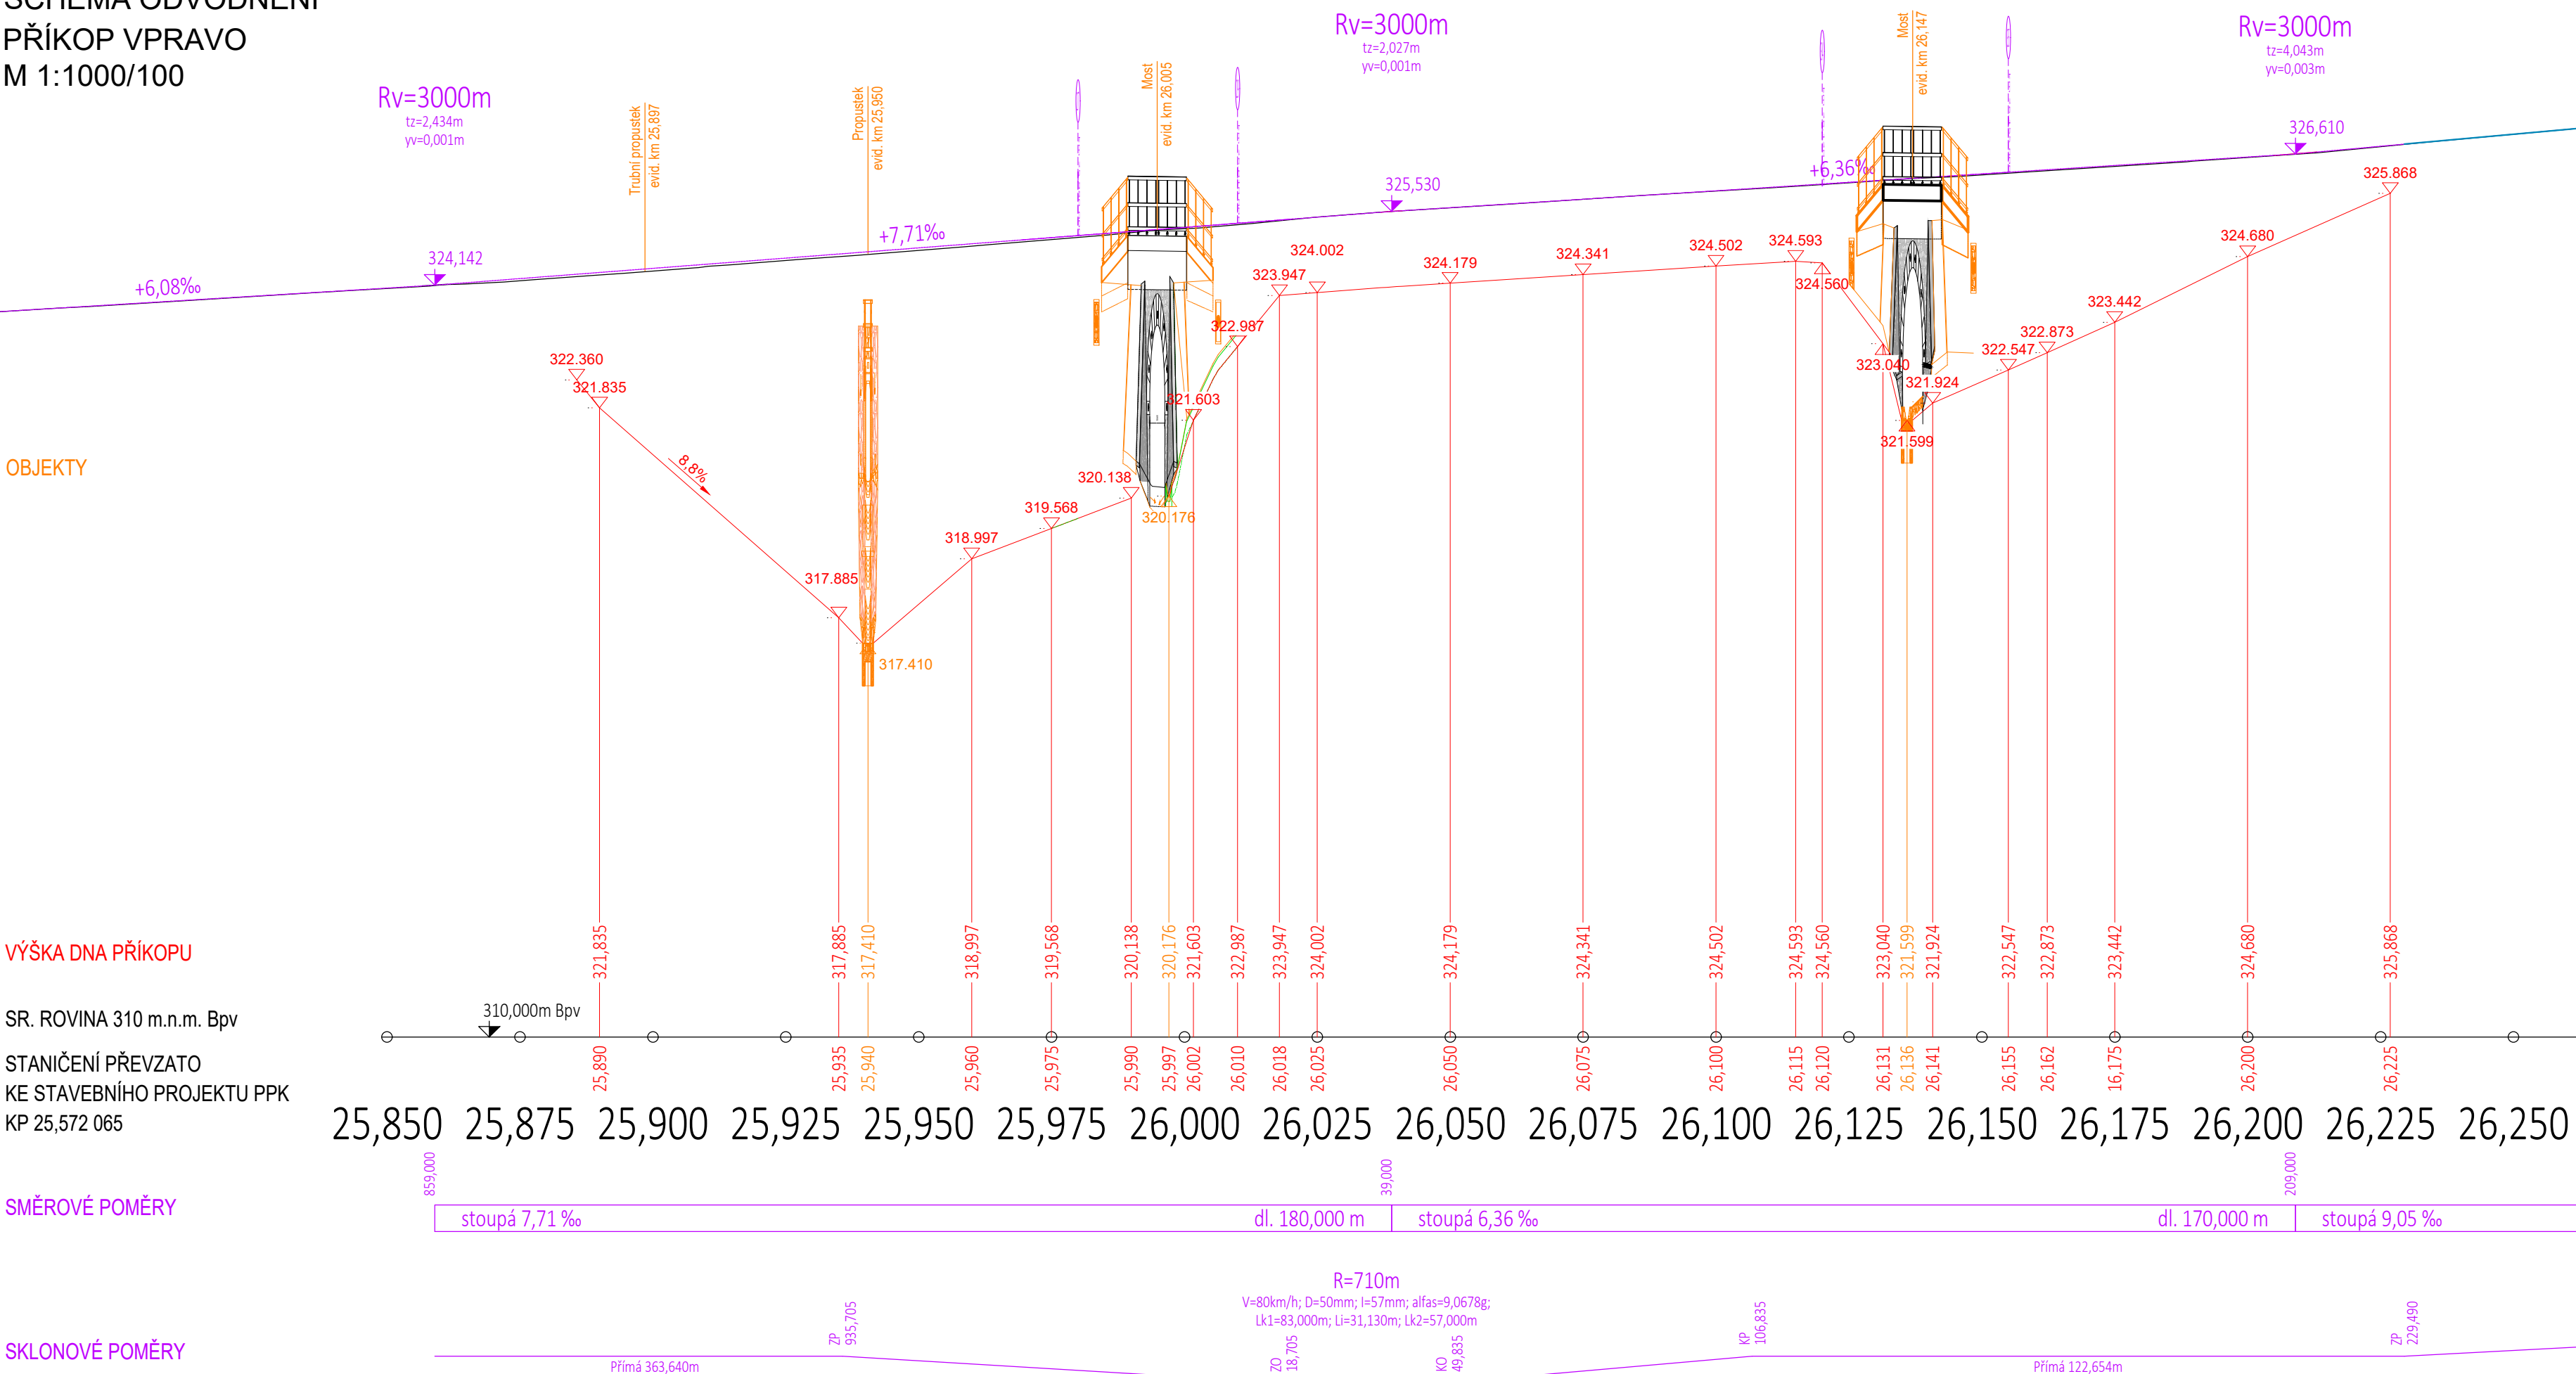 SCHÉMA ODVODNĚNÍ
PŘÍKOP VPRAVO
M 1:1000/100
Rv=3000m
tz=2,434m
yv=0,001m
Rv=3000m
tz=2,027m
yv=0,001m
Rv=3000m
tz=4,043m
yv=0,003m
Trubní propustek
evid. km 25,897
Propustek
evid. km 25,950
Most
evid. km 26,005
Most
evid. km 26,147
+6,08‰
324,142
+7,71‰
325,530
+6,36‰
326,610
322.360
321.835
8,8%
317.885
317.410
318.997
319.568
320.138
320.176
321.603
322.987
323.947
324.002
324.179
324.341
324.502
324.593
324.560
323.040
321.599
321.924
322.547
322.873
323.442
324.680
325.868
OBJEKTY
VÝŠKA DNA PŘÍKOPU
321,835
317,885
317,410
318,997
319,568
320,138
320,176
321,603
322,987
323,947
324,002
324,179
324,341
324,502
324,593
324,560
323,040
321,599
321,924
322,547
322,873
323,442
324,680
325,868
SR. ROVINA 310 m.n.m. Bpv
310,000m Bpv
STANIČENÍ PŘEVZATO
KE STAVEBNÍHO PROJEKTU PPK
KP 25,572 065
25,890
25,935
25,940
25,960
25,975
25,990
25,997
26,002
26,010
26,018
26,025
26,050
26,075
26,100
26,115
26,120
26,131
26,136
26,141
26,155
26,162
16,175
26,200
26,225
25,850 25,875 25,900 25,925 25,950 25,975 26,000 26,025 26,050 26,075 26,100 26,125 26,150 26,175 26,200 26,225 26,250
859,000
39,000
209,000
SMĚROVÉ POMĚRY
stoupá 7,71 ‰
dl. 180,000 m
stoupá 6,36 ‰
dl. 170,000 m
stoupá 9,05 ‰
R=710m
V=80km/h; D=50mm; I=57mm; alfas=9,0678g;
Lk1=83,000m; Li=31,130m; Lk2=57,000m
SKLONOVÉ POMĚRY
Přímá 363,640m
ZP
935,705
ZO
18,705
KO
49,835
KP
106,835
Přímá 122,654m
ZP
229,490